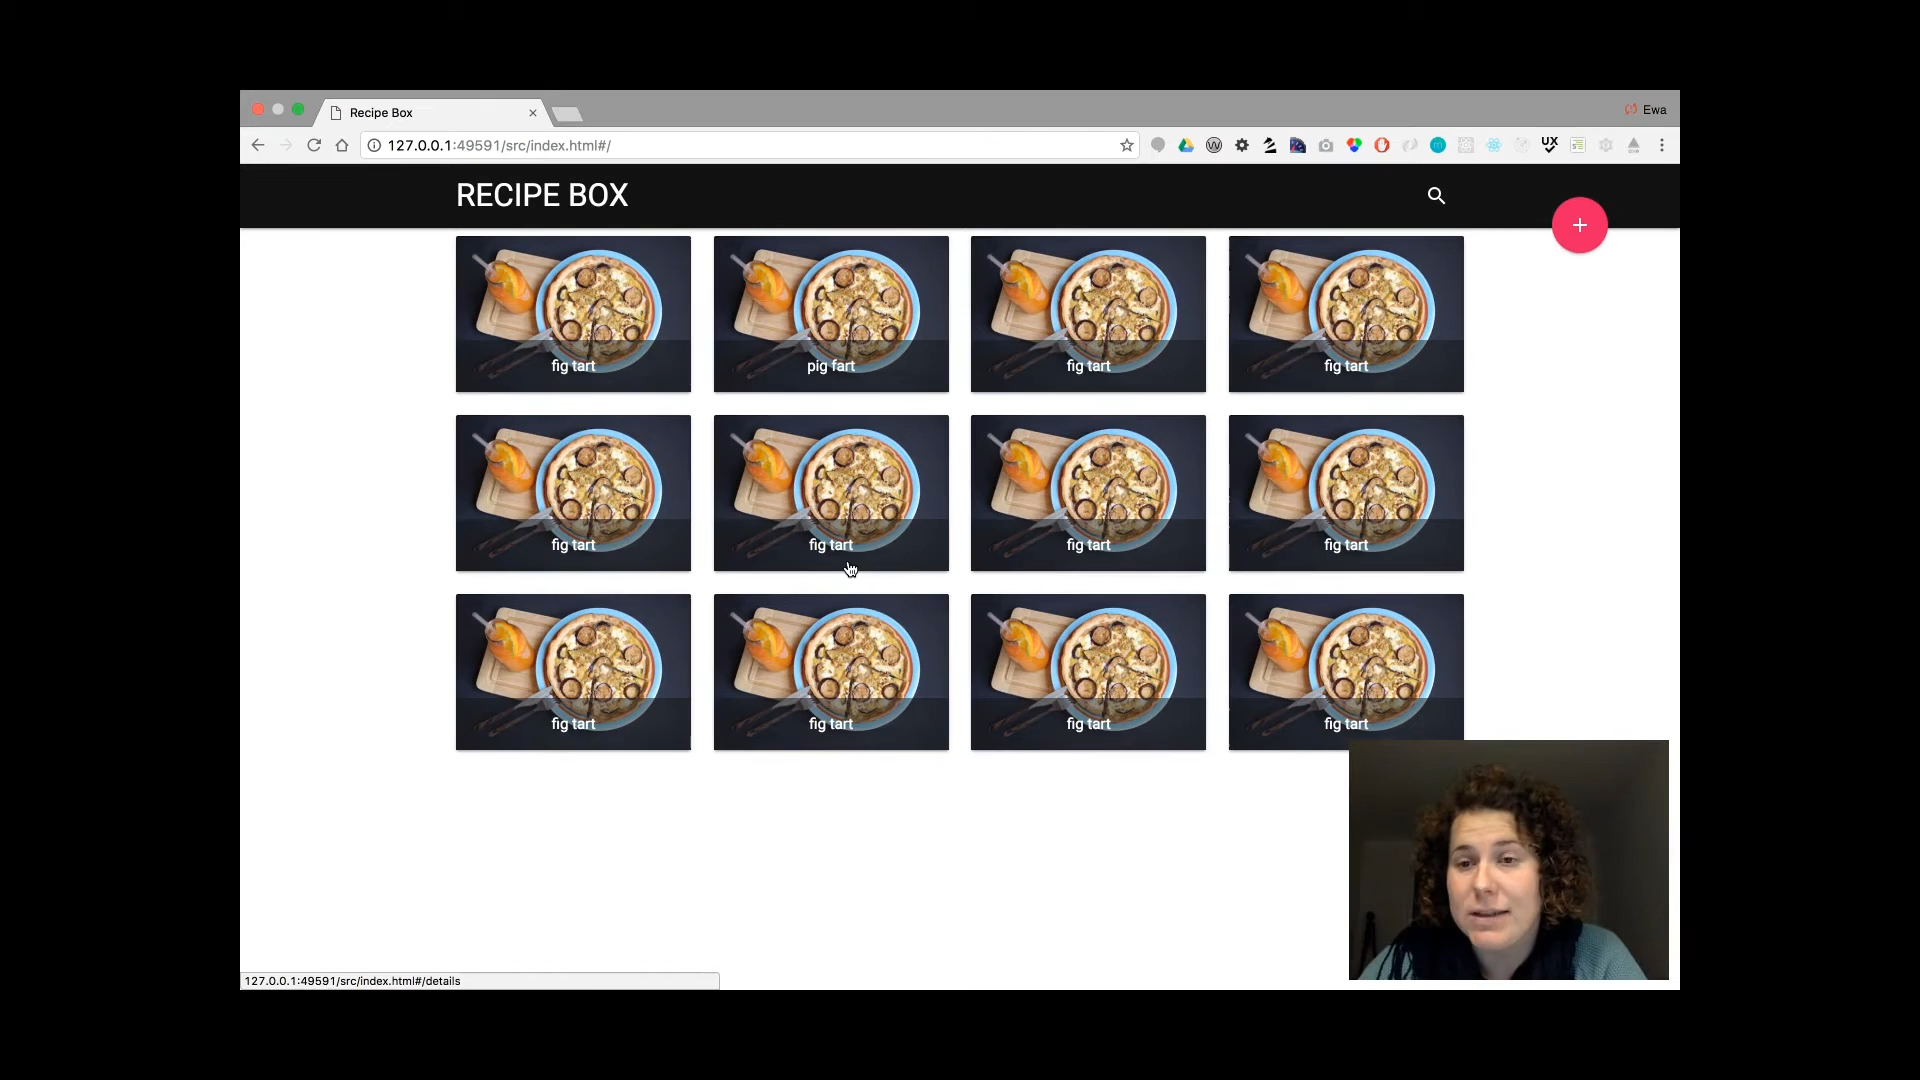 Recipe Box
Ewa
127.0.0.1:49591/src/index.html#/
UX
RECIPE BOX
+
fig tart
pig fart
fig tart
fig tart
fig tart
fig tart
fig tart
fig tart
fig tart
fig tart
fig tart
fig tart
127.0.0.1:49591/src/index.html#/details